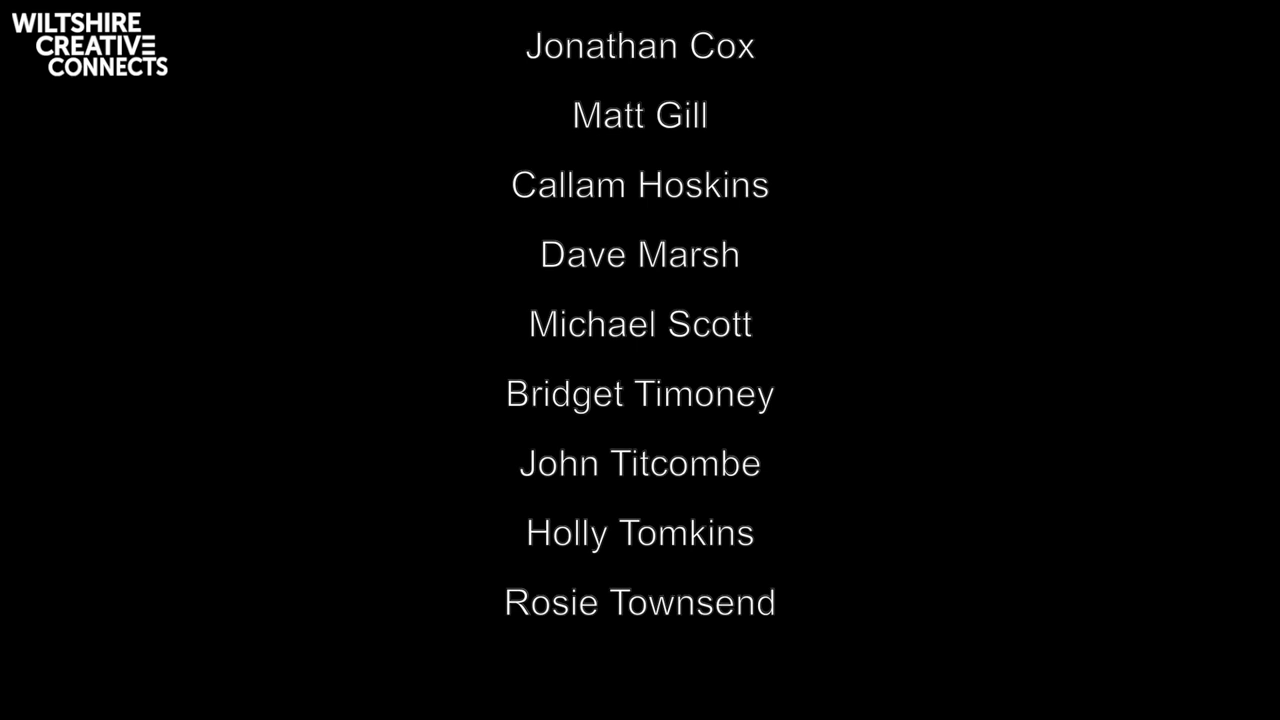 WILTSHIRE
CREATIVE
CONNECTS
Jonathan Cox
Matt Gill
Callam Hoskins
Dave Marsh
Michael Scott
Bridget Timoney
John Titcombe
Holly Tomkins
Rosie Townsend